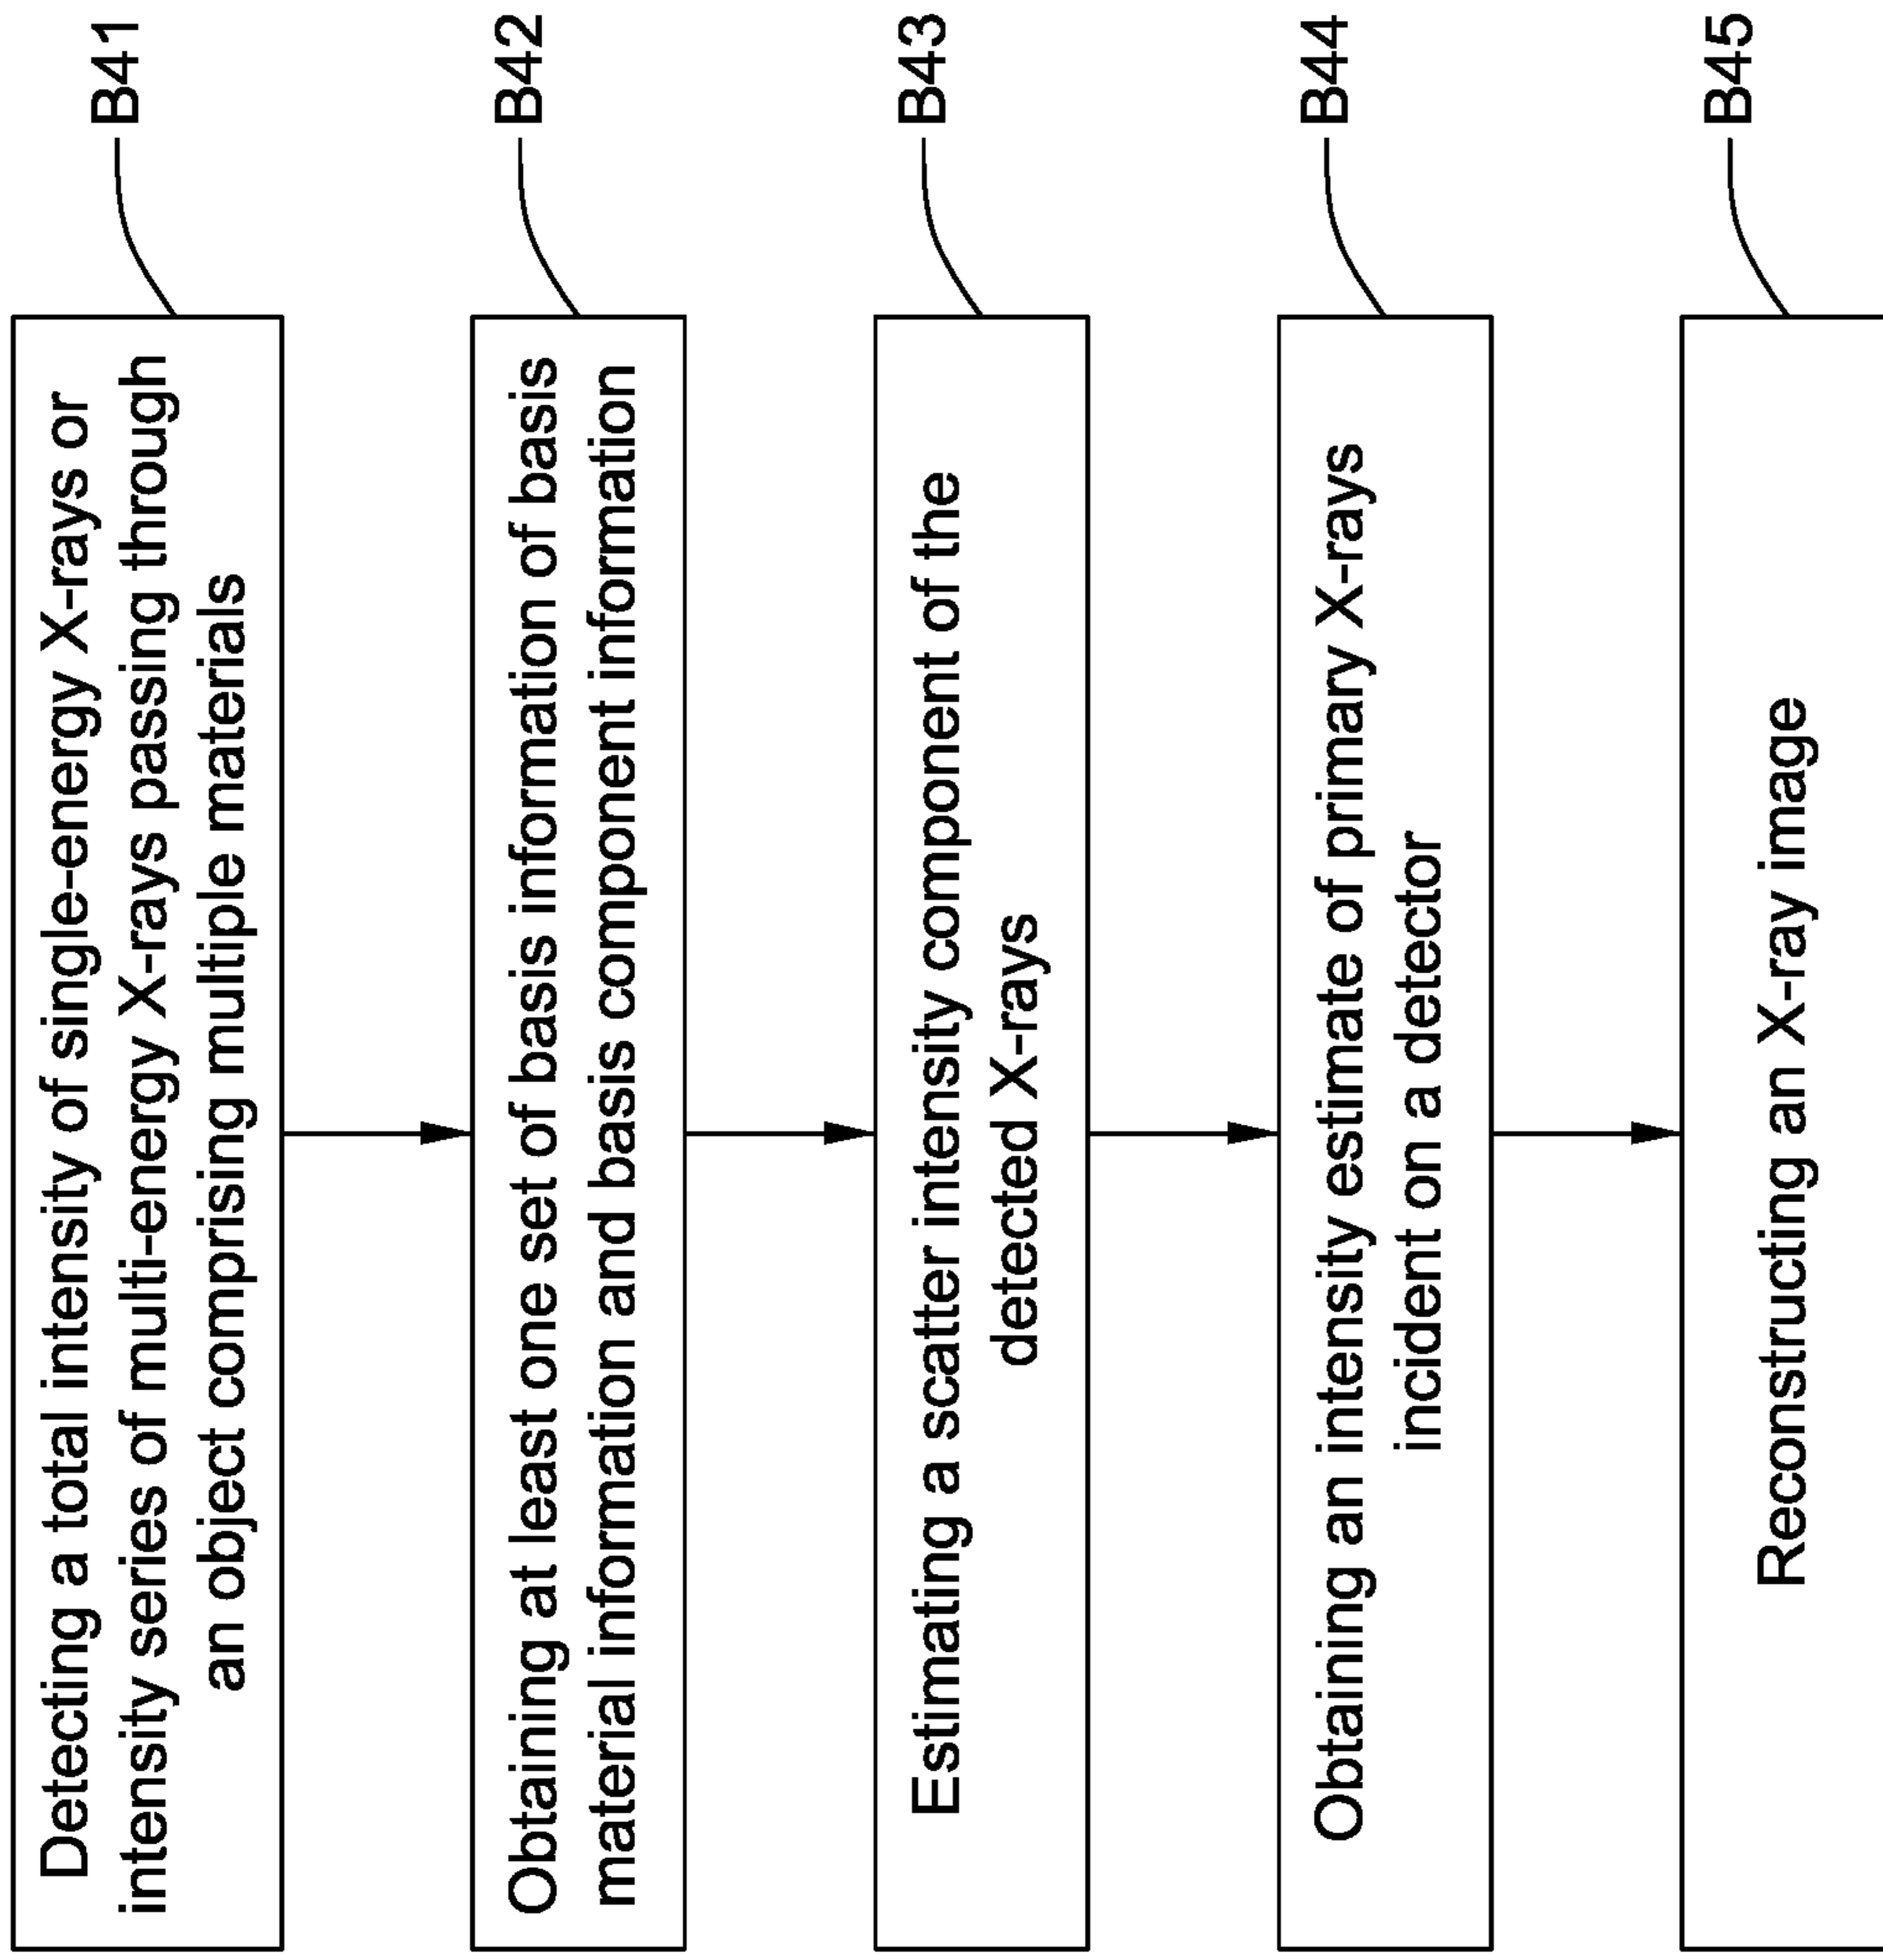 Detecting a total intensity of single-energy X-rays or
intensity series of multi-energy X-rays passing through
an object comprising multiple materials
B41
Obtaining at least one set of basis information of basis
material information and basis component information
B42
Estimating a scatter intensity component of the
detected X-rays
B43
Obtaining an intensity estimate of primary X-rays
incident on a detector
B44
Reconstructing an X-ray image
B45